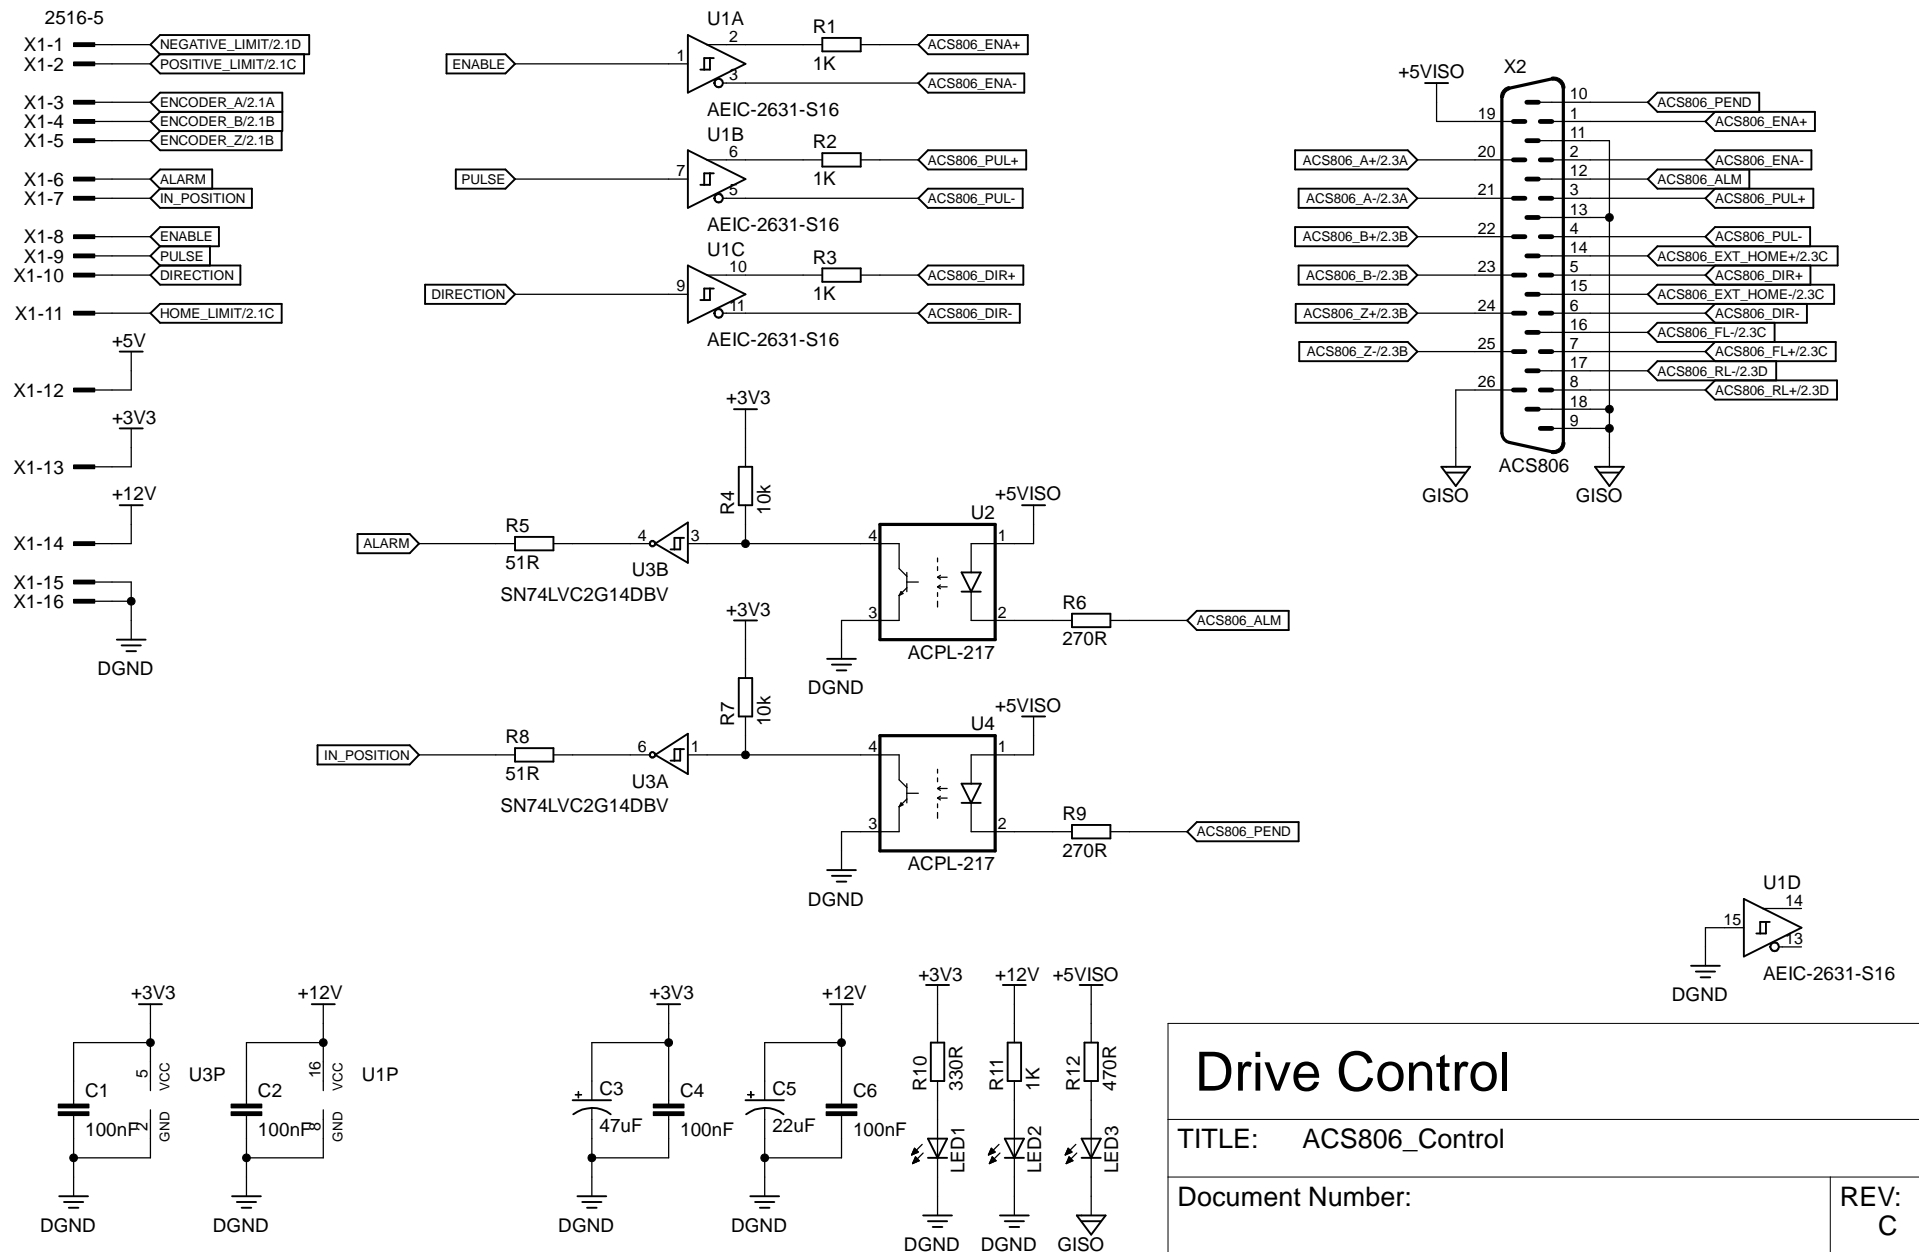 2516-5
X1-1 NEGATIVE_LIMIT/2.1D
X1-2 POSITIVE_LIMIT/2.1C
X1-3 ENCODER_A/2.1A
X1-4 ENCODER_B/2.1B
X1-5 ENCODER_Z/2.1B
X1-6 ALARM
X1-7 IN_POSITION
X1-8 ENABLE
X1-9 PULSE
X1-10 DIRECTION
X1-11 HOME_LIMIT/2.1C
+5V
X1-12
+3V3
X1-13
+12V
X1-14
X1-15
X1-16
DGND
U1A
ENABLE 1 2 R1 1K ACS806_ENA+
3 ACS806_ENA-
AEIC-2631-S16
U1B
PULSE 7 6 R2 1K ACS806_PUL+
5 ACS806_PUL-
AEIC-2631-S16
U1C
DIRECTION 9 10 R3 1K ACS806_DIR+
11 ACS806_DIR-
AEIC-2631-S16
+5VISO X2
10 ACS806_PEND
19 1 ACS806_ENA+
11
ACS806_A+/2.3A 20 2 ACS806_ENA-
12 ACS806_ALM
ACS806_A-/2.3A 21 3 ACS806_PUL+
13
ACS806_B+/2.3B 22 4 ACS806_PUL-
14 ACS806_EXT_HOME+/2.3C
ACS806_B-/2.3B 23 5 ACS806_DIR+
15 ACS806_EXT_HOME-/2.3C
ACS806_Z+/2.3B 24 6 ACS806_DIR-
16 ACS806_FL-/2.3C
ACS806_Z-/2.3B 25 7 ACS806_FL+/2.3C
17 ACS806_RL-/2.3D
26 8 ACS806_RL+/2.3D
18
9
ACS806
GISO GISO
+3V3
R4 10k
+5VISO
U2
ALARM R5 51R 4 3 4 1
U3B
SN74LVC2G14DBV
3 2 R6 270R ACS806_ALM
ACPL-217
DGND
+3V3
R7 10k
+5VISO
U4
IN_POSITION R8 51R 6 1 4 1
U3A
SN74LVC2G14DBV
3 2 R9 270R ACS806_PEND
ACPL-217
DGND
U1D
15 14
13
AEIC-2631-S16
DGND
+3V3
C1 100nF 5 VCC 2 GND U3P
DGND
+12V
C2 100nF 16 VCC 8 GND U1P
DGND
+3V3
C3 47uF C4 100nF
DGND
+12V
C5 22uF C6 100nF
DGND
+3V3 +12V +5VISO
R10 330R R11 1K R12 470R
LED1 LED2 LED3
DGND DGND GISO
Drive Control
TITLE: ACS806_Control
Document Number:
REV:
C